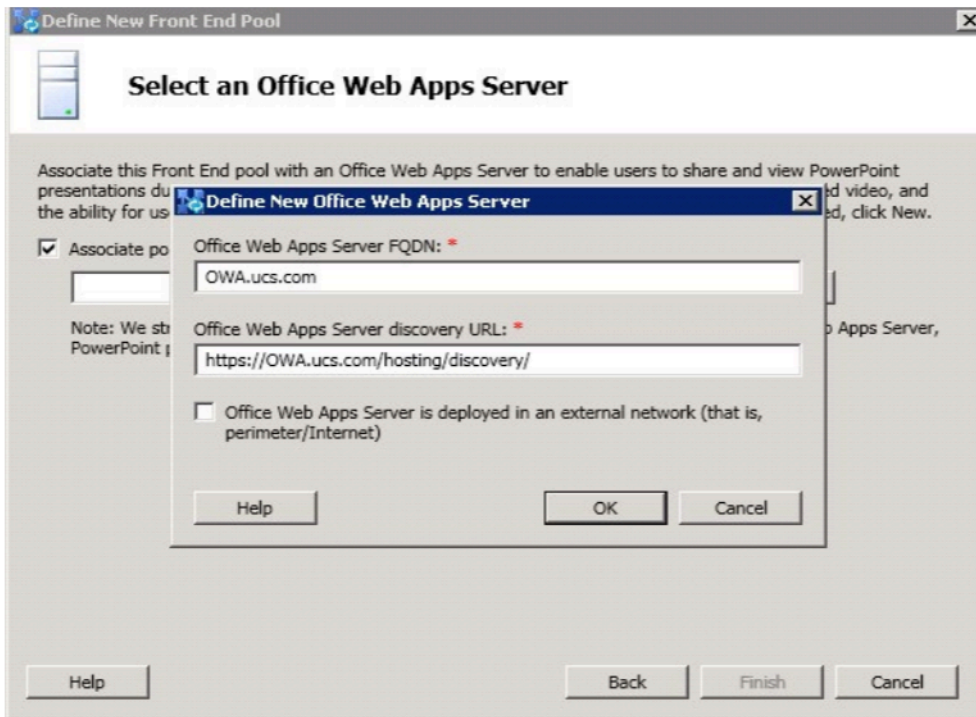 Define New Front End Pool
Select an Office Web Apps Server
Associate this Front End pool with an Office Web Apps Server to enable users to share and view PowerPoint
presentations du
ed video, and
the ability for us
ed, click New.
Associate po
Note: We str
b Apps Server,
PowerPoint p
Define New Office Web Apps Server
Office Web Apps Server FQDN: *
OWA.ucs.com
Office Web Apps Server discovery URL: *
https://OWA.ucs.com/hosting/discovery/
Office Web Apps Server is deployed in an external network (that is,
perimeter/Internet)
Help
OK
Cancel
Help
Back
Finish
Cancel